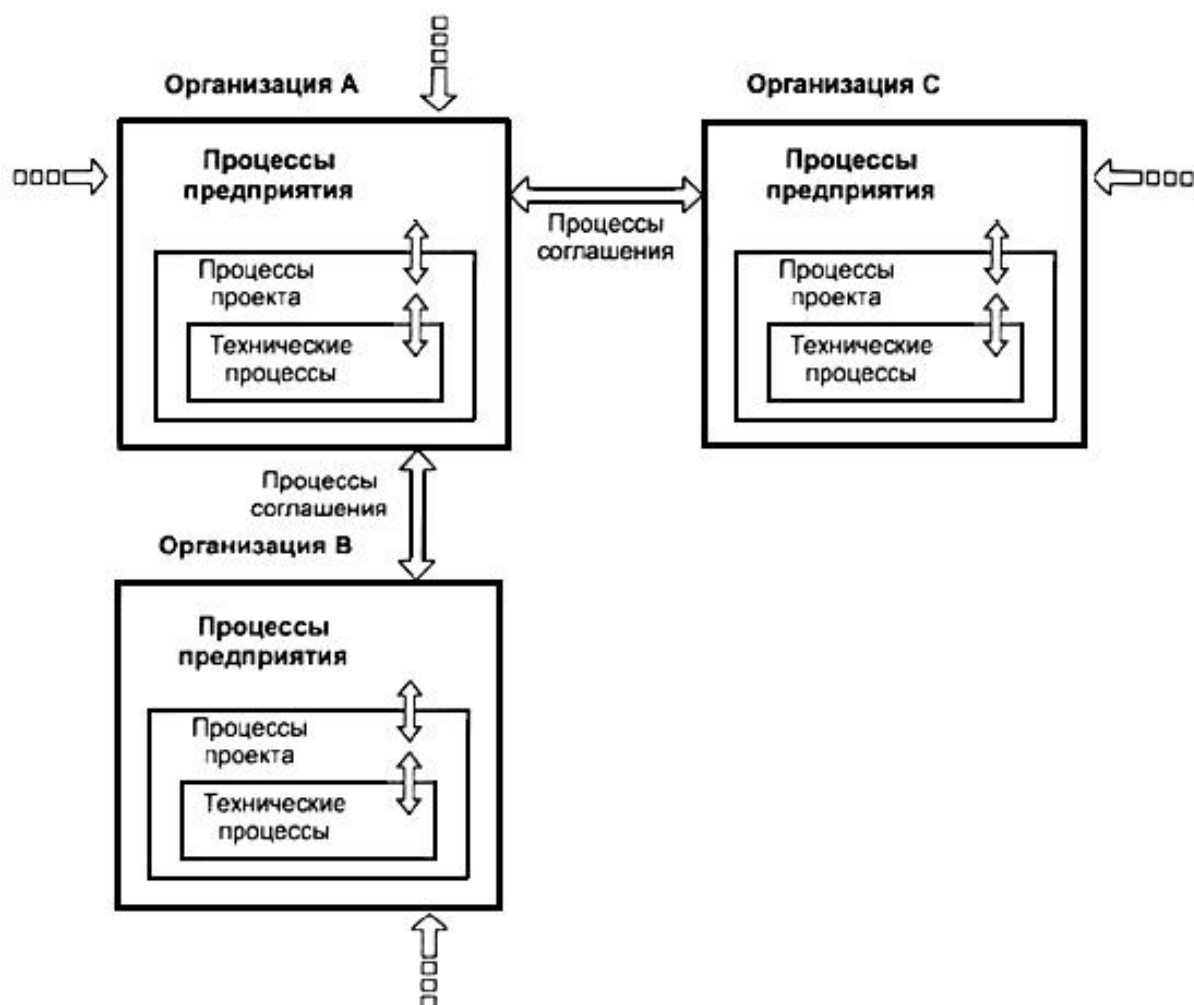 Организация А
Процессы
предприятия
Процессы
проекта
Технические
процессы
Процессы
соглашения
Организация С
Процессы
предприятия
Процессы
проекта
Технические
процессы
Процессы
соглашения
Организация В
Процессы
предприятия
Процессы
проекта
Технические
процессы